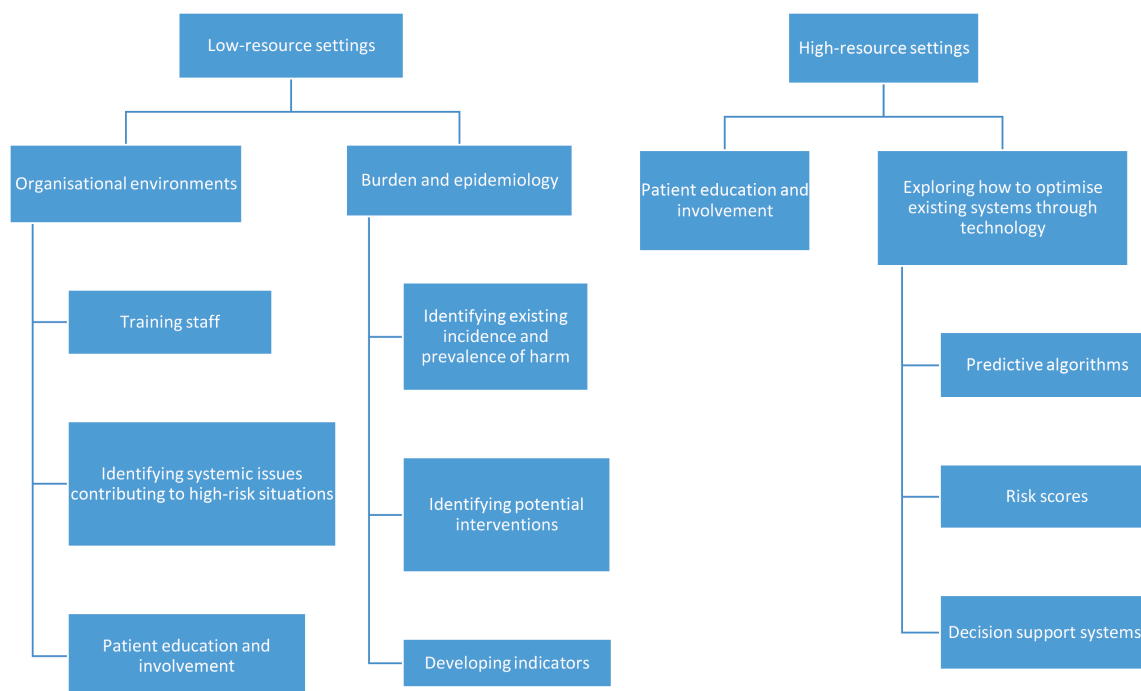 Low-resource settings
Organisational environments
Training staff
Identifying systemic issues
contributing to high-risk situations
Patient education and
involvement
Burden and epidemiology
Identifying existing
incidence and
prevalence of harm
Identifying potential
interventions
Developing indicators
High-resource settings
Patient education and
involvement
Exploring how to optimise
existing systems through
technology
Predictive algorithms
Risk scores
Decision support systems